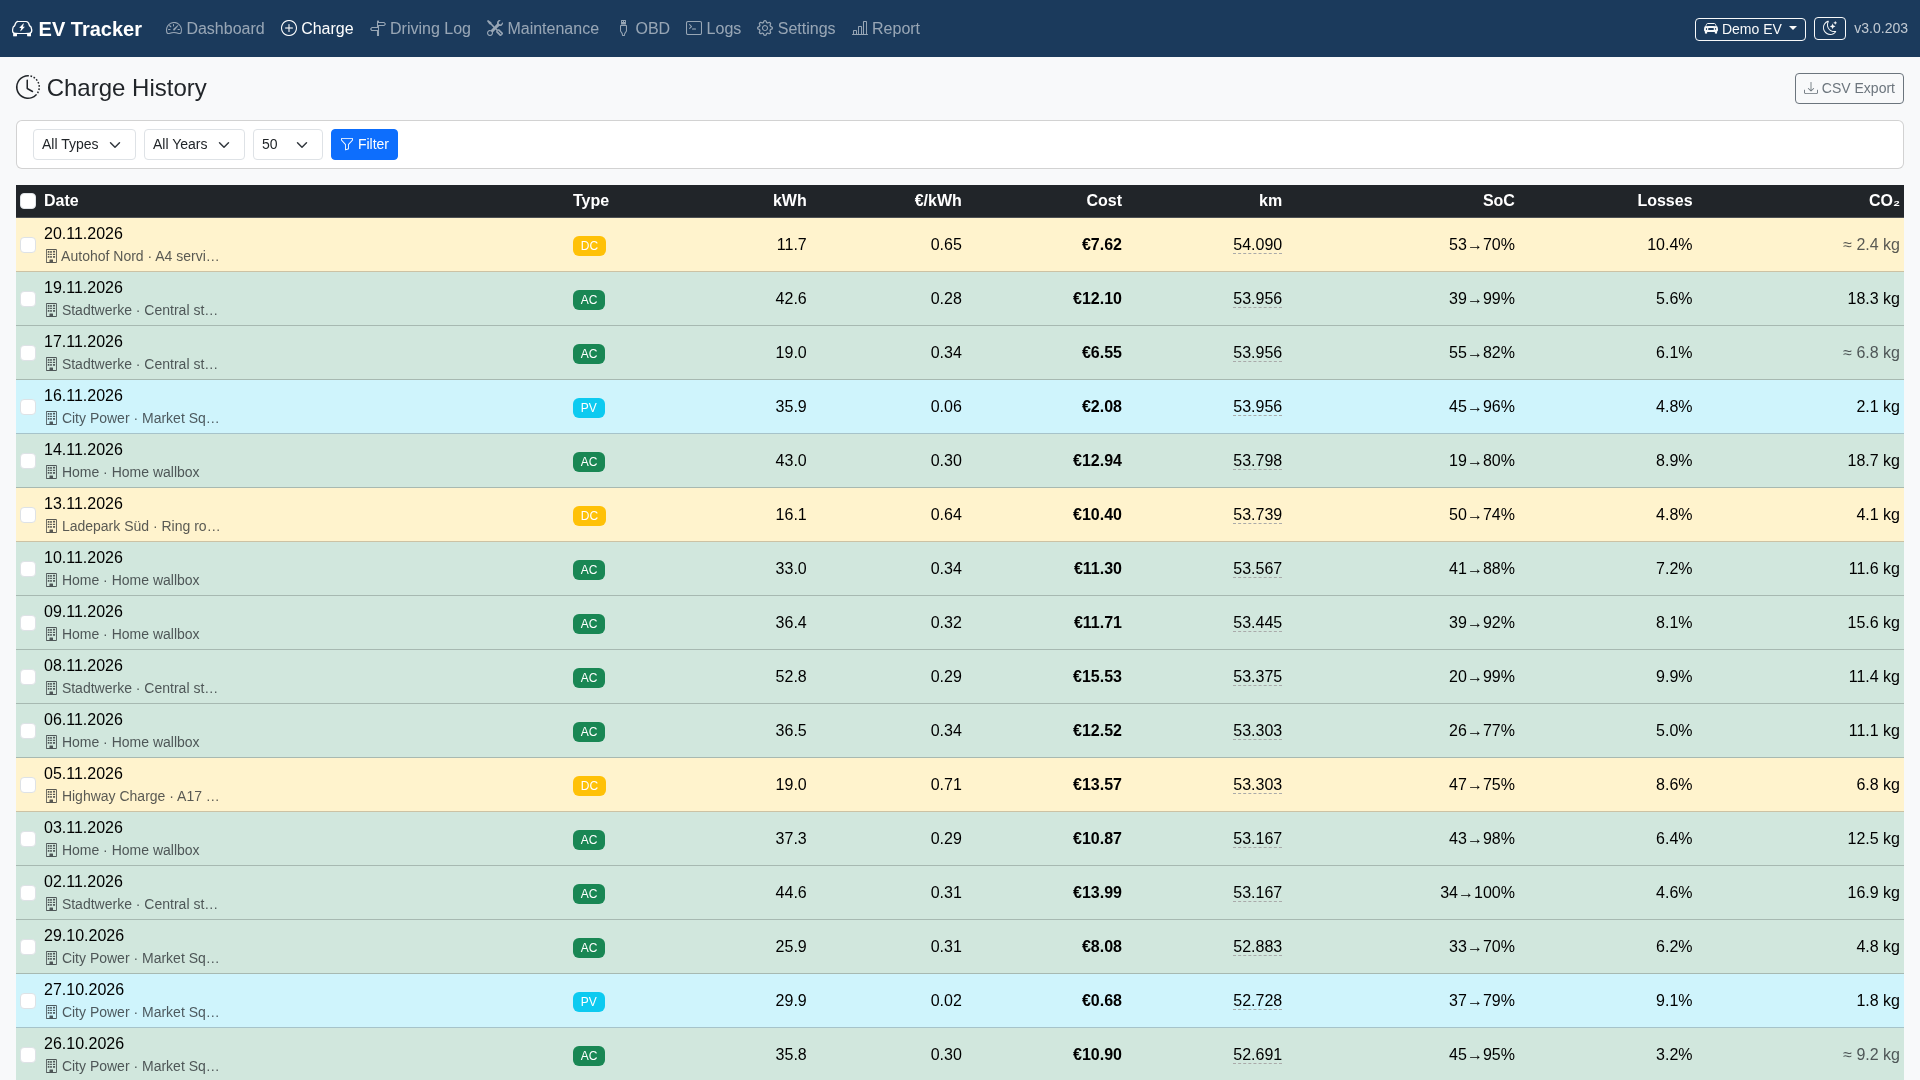 EV Tracker Dashboard Charge Driving Log Maintenance OBD Logs Settings Report Demo EV v3.0.203
Charge History CSV Export
All Types All Years 50 Filter
Date Type kWh €/kWh Cost km SoC Losses CO₂
20.11.2026
Autohof Nord · A4 servi… DC 11.7 0.65 €7.62 54.090 53→70% 10.4% ≈ 2.4 kg
19.11.2026
Stadtwerke · Central st… AC 42.6 0.28 €12.10 53.956 39→99% 5.6% 18.3 kg
17.11.2026
Stadtwerke · Central st… AC 19.0 0.34 €6.55 53.956 55→82% 6.1% ≈ 6.8 kg
16.11.2026
City Power · Market Sq… PV 35.9 0.06 €2.08 53.956 45→96% 4.8% 2.1 kg
14.11.2026
Home · Home wallbox AC 43.0 0.30 €12.94 53.798 19→80% 8.9% 18.7 kg
13.11.2026
Ladepark Süd · Ring ro… DC 16.1 0.64 €10.40 53.739 50→74% 4.8% 4.1 kg
10.11.2026
Home · Home wallbox AC 33.0 0.34 €11.30 53.567 41→88% 7.2% 11.6 kg
09.11.2026
Home · Home wallbox AC 36.4 0.32 €11.71 53.445 39→92% 8.1% 15.6 kg
08.11.2026
Stadtwerke · Central st… AC 52.8 0.29 €15.53 53.375 20→99% 9.9% 11.4 kg
06.11.2026
Home · Home wallbox AC 36.5 0.34 €12.52 53.303 26→77% 5.0% 11.1 kg
05.11.2026
Highway Charge · A17 … DC 19.0 0.71 €13.57 53.303 47→75% 8.6% 6.8 kg
03.11.2026
Home · Home wallbox AC 37.3 0.29 €10.87 53.167 43→98% 6.4% 12.5 kg
02.11.2026
Stadtwerke · Central st… AC 44.6 0.31 €13.99 53.167 34→100% 4.6% 16.9 kg
29.10.2026
City Power · Market Sq… AC 25.9 0.31 €8.08 52.883 33→70% 6.2% 4.8 kg
27.10.2026
City Power · Market Sq… PV 29.9 0.02 €0.68 52.728 37→79% 9.1% 1.8 kg
26.10.2026
City Power · Market Sq… AC 35.8 0.30 €10.90 52.691 45→95% 3.2% ≈ 9.2 kg